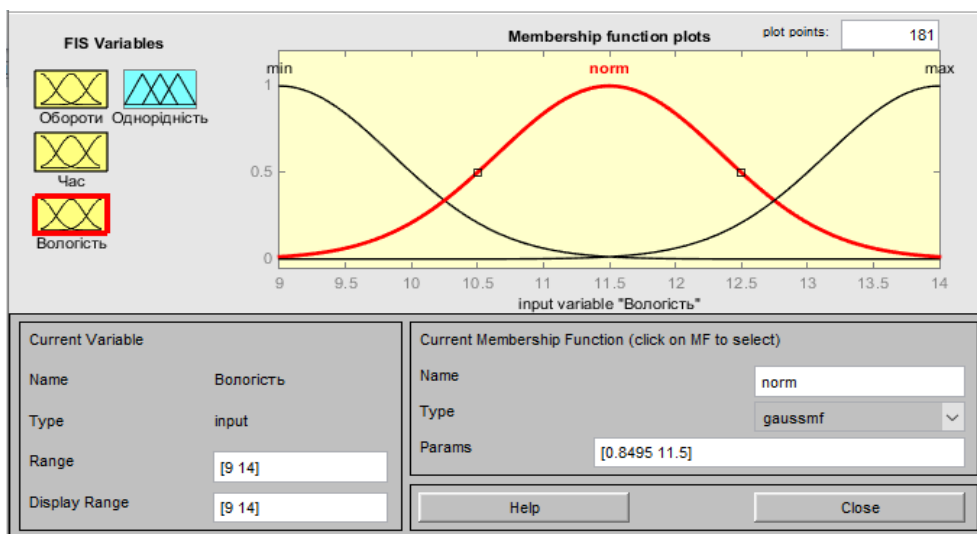 FIS Variables
Обороти
Однорідність
Час
Вологість
Membership function plots
plot points:
181
min
norm
max
1
0.5
0
9
9.5
10
10.5
11
11.5
12
12.5
13
13.5
14
input variable "Вологість"
Current Variable
Name
Вологість
Type
input
Range
[9 14]
Display Range
[9 14]
Current Membership Function (click on MF to select)
Name
norm
Type
gaussmf
Params
[0.8495 11.5]
Help
Close